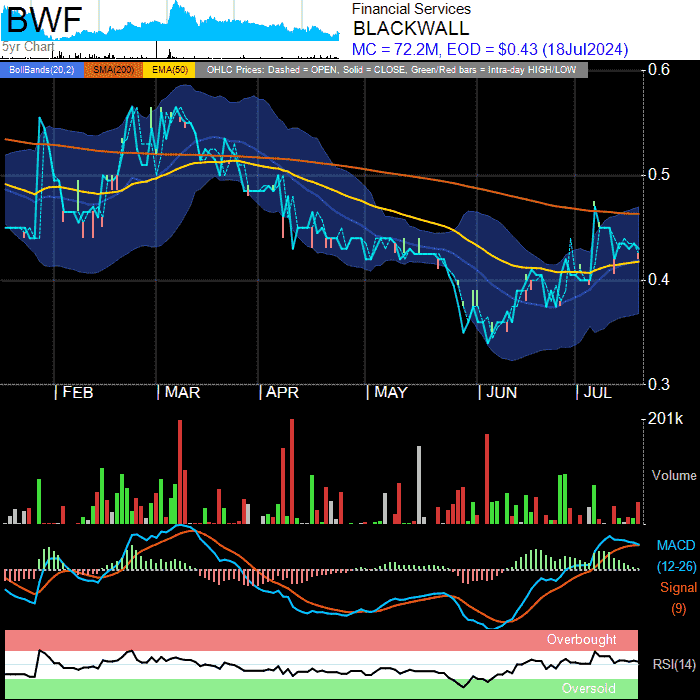 BWF
Financial Services
BLACKWALL
5yr Chart
MC = 72.2M, EOD = $0.43 (18Jul2024)
BollBands(20,2) SMA(200) EMA(50) OHLC Prices: Dashed = OPEN, Solid = CLOSE, Green/Red bars = Intra-day HIGH/LOW
0.6
0.5
0.4
0.3
FEB MAR APR MAY JUN JUL
201k
Volume
MACD
(12-26)
Signal
(9)
Overbought
RSI(14)
Oversold